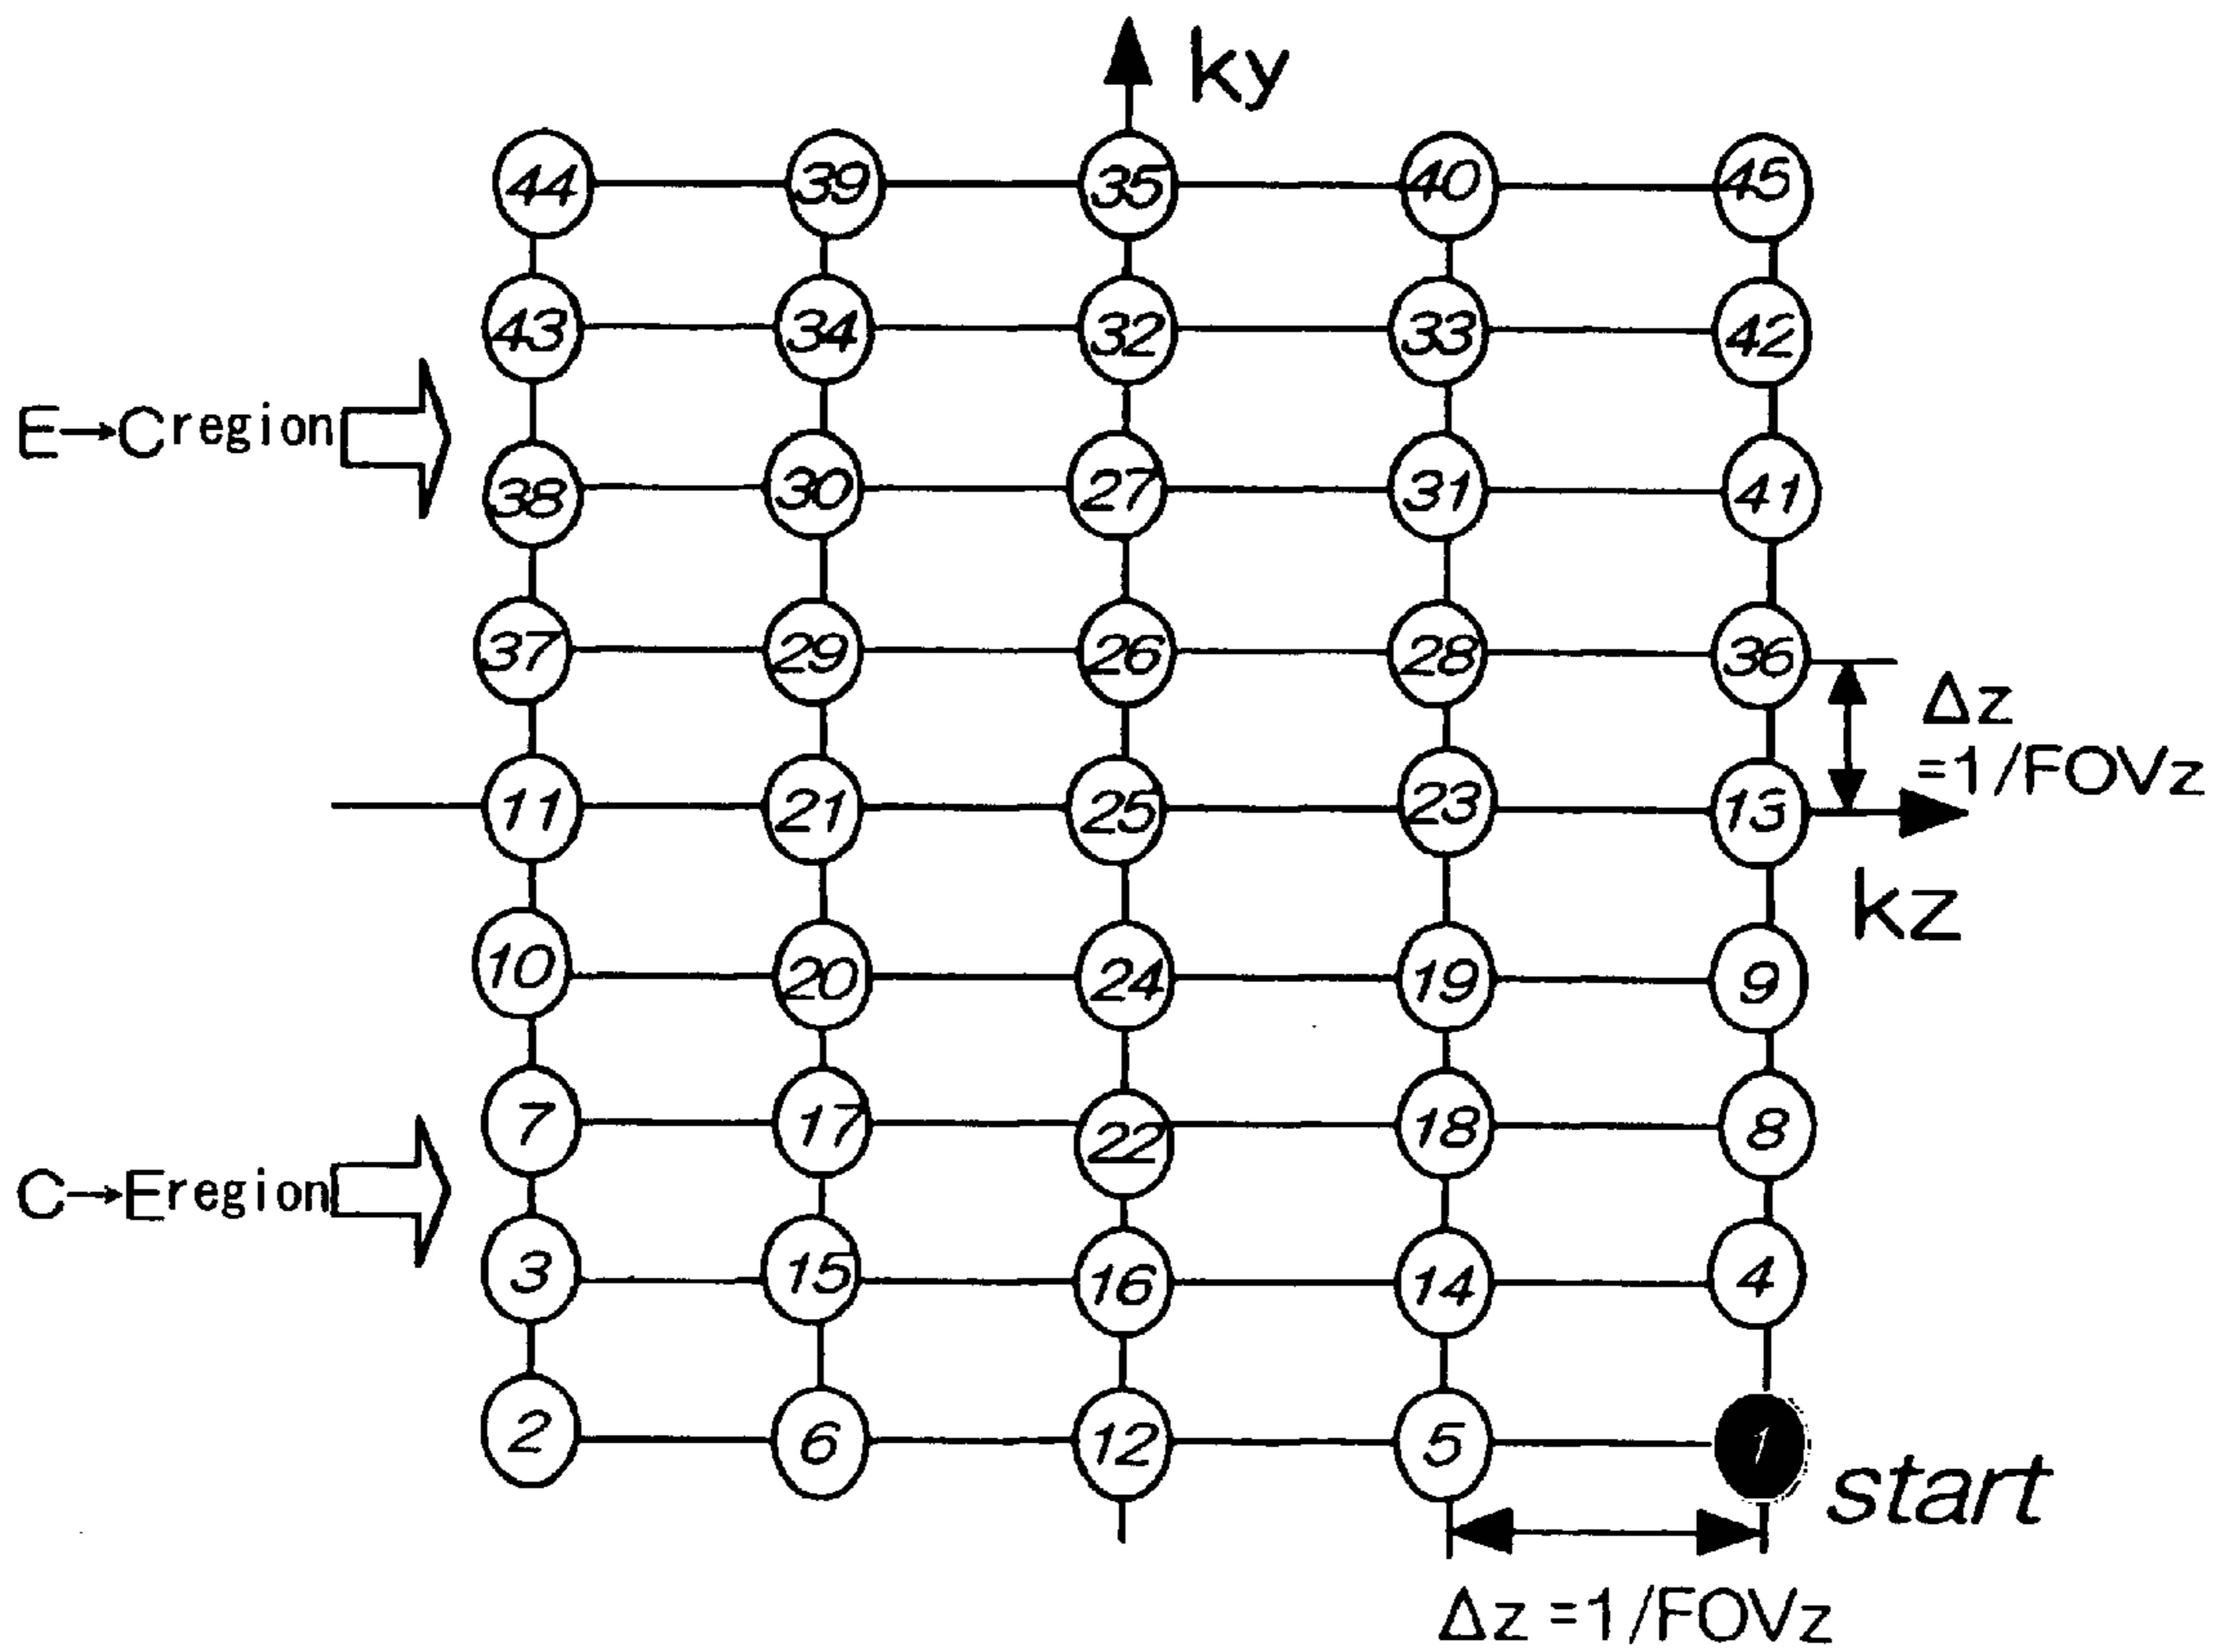 ky
44 39 35 40 45
43 34 32 33 42
E→Cregion
38 30 27 31 41
37 29 26 28 36
Δz
=1/FOVz
11 21 25 23 13
kz
10 20 24 19 9
7 17 22 18 8
C→Eregion
3 15 16 14 4
2 6 12 5 1
start
Δz=1/FOVz